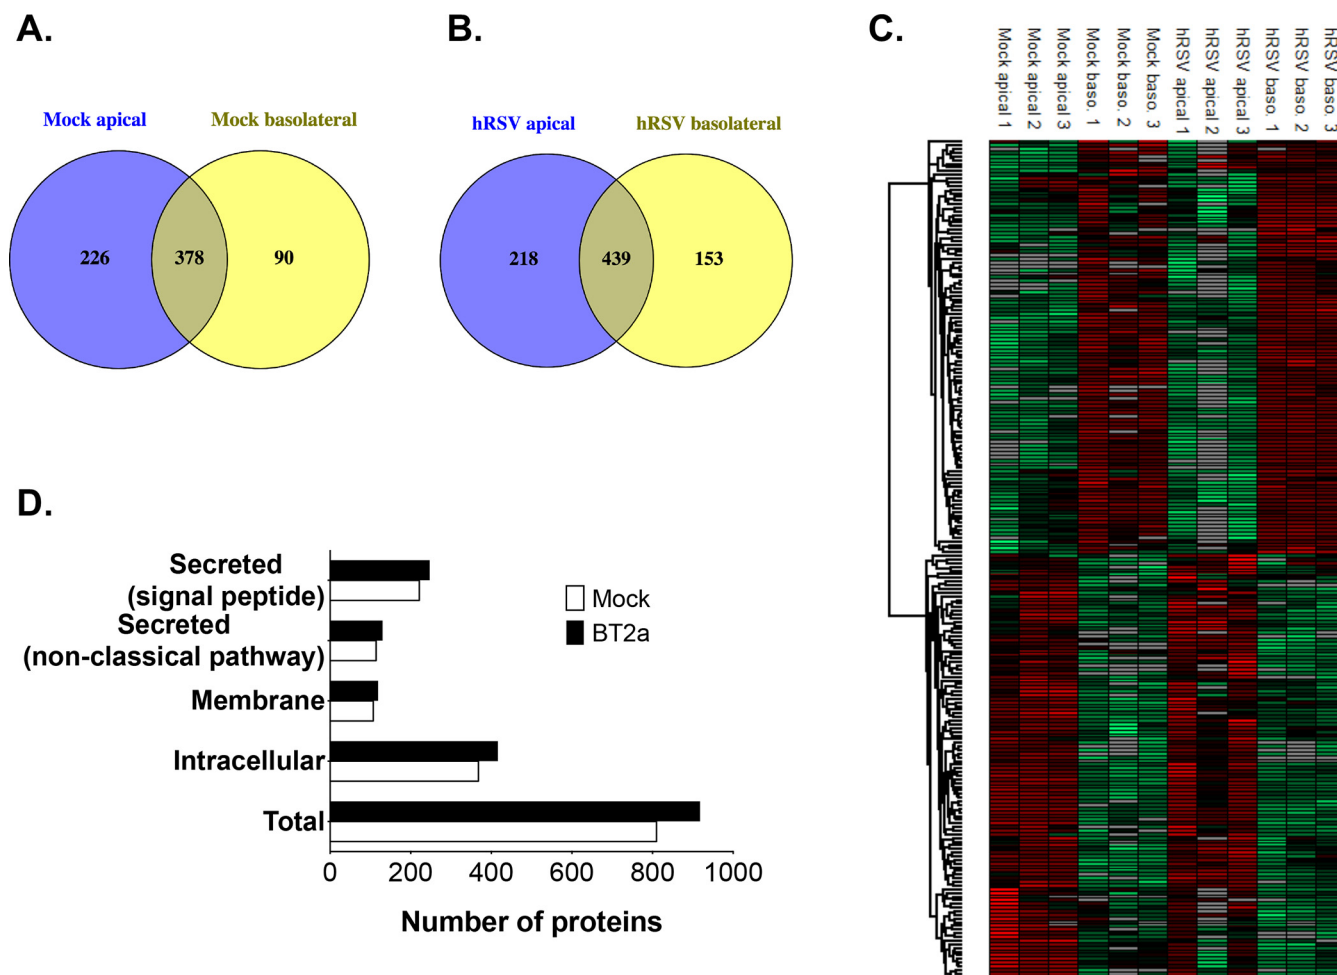 A.
B.
C.
Mock apical
Mock basolateral
226
378
90
hRSV apical
hRSV basolateral
218
439
153
Mock apical 1
Mock apical 2
Mock apical 3
Mock baso. 1
Mock baso. 2
Mock baso. 3
hRSV apical 1
hRSV apical 2
hRSV apical 3
hRSV baso. 1
hRSV baso. 2
hRSV baso. 3
D.
Secreted
(signal peptide)
Secreted
(non-classical pathway)
Membrane
Intracellular
Total
Mock
BT2a
0 200 400 600 800 1000
Number of proteins